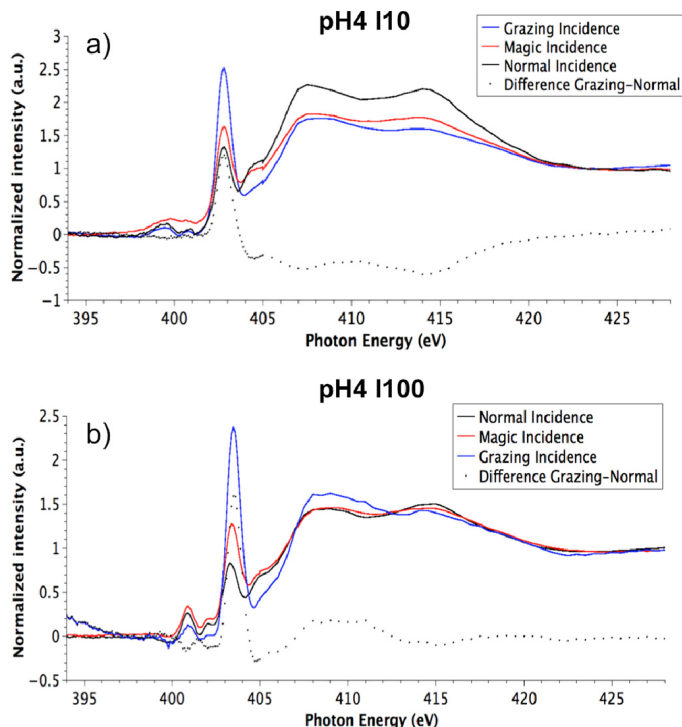 pH4 I10
a)
Grazing Incidence
Magic Incidence
Normal Incidence
Difference Grazing-Normal
Normalized intensity (a.u.)
3
2.5
2
1.5
1
0.5
0
-0.5
-1
395 400 405 410 415 420 425
Photon Energy (eV)
pH4 I100
b)
Normal Incidence
Magic Incidence
Grazing Incidence
Difference Grazing-Normal
Normalized intensity (a.u.)
2.5
2
1.5
1
0.5
0
-0.5
395 400 405 410 415 420 425
Photon Energy (eV)